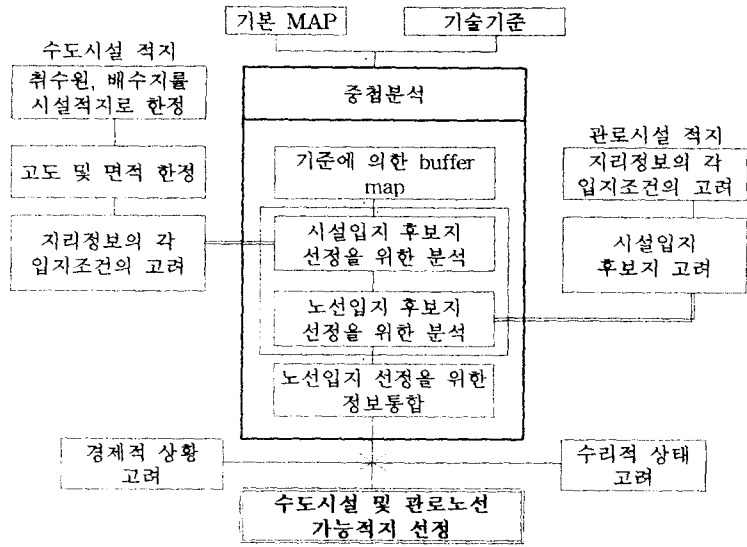 기본 MAP
기술기준
수도시설 적지
취수원, 배수지를
시설적지로 한정
고도 및 면적 한정
지리정보의 각
입지조건의 고려
중첩분석
기준에 의한 buffer
map
시설입지 후보지
선정을 위한 분석
노선입지 후보지
선정을 위한 분석
노선입지 선정을 위한
정보통합
관로시설 적지
지리정보의 각
입지조건의 고려
시설입지
후보지 고려
경제적 상황
고려
수리적 상태
고려
수도시설 및 관로노선
가능적지 선정